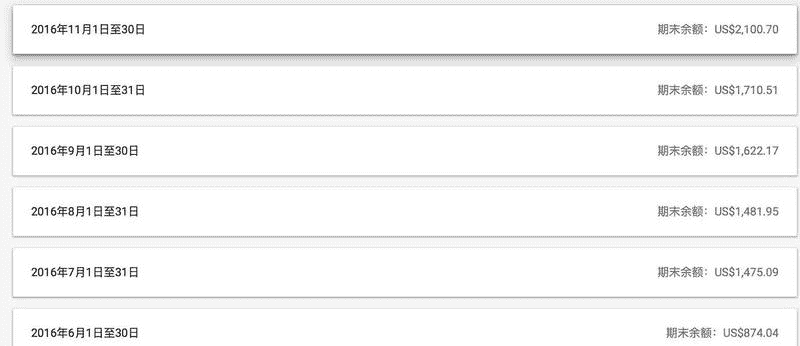 2016年11月1日至30日 期末余额：US$2,100.70
2016年10月1日至31日 期末余额：US$1,710.51
2016年9月1日至30日 期末余额：US$1,622.17
2016年8月1日至31日 期末余额：US$1,481.95
2016年7月1日至31日 期末余额：US$1,475.09
2016年6月1日至30日 期末余额：US$874.04